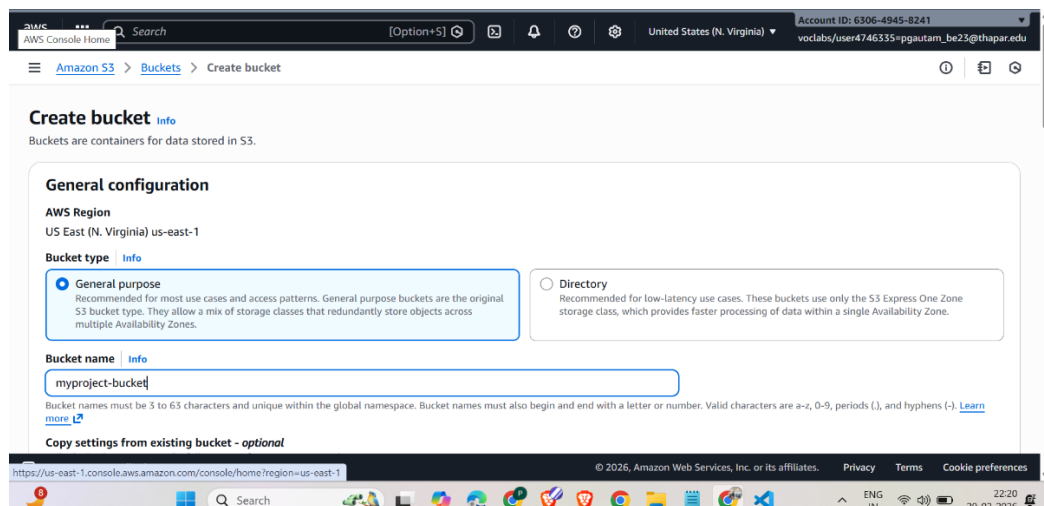 aws
Search
[Option+S]
United States (N. Virginia) ▼
Account ID: 6306-4945-8241
voclabs/user4746335=pgautam_be23@thapar.edu
AWS Console Home
Amazon S3 > Buckets > Create bucket
Create bucket Info
Buckets are containers for data stored in S3.
General configuration
AWS Region
US East (N. Virginia) us-east-1
Bucket type Info
General purpose
Recommended for most use cases and access patterns. General purpose buckets are the original
S3 bucket type. They allow a mix of storage classes that redundantly store objects across
multiple Availability Zones.
Directory
Recommended for low-latency use cases. These buckets use only the S3 Express One Zone
storage class, which provides faster processing of data within a single Availability Zone.
Bucket name Info
myproject-bucket
Bucket names must be 3 to 63 characters and unique within the global namespace. Bucket names must also begin and end with a letter or number. Valid characters are a-z, 0-9, periods (.), and hyphens (-). Learn
more
Copy settings from existing bucket - optional
https://us-east-1.console.aws.amazon.com/console/home?region=us-east-1
© 2026, Amazon Web Services, Inc. or its affiliates. Privacy Terms Cookie preferences
8
Search
ENG
IN
22:20